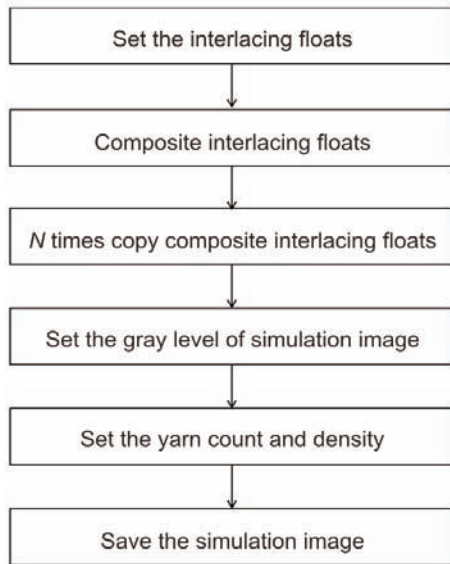 Set the interlacing floats
Composite interlacing floats
N times copy composite interlacing floats
Set the gray level of simulation image
Set the yarn count and density
Save the simulation image